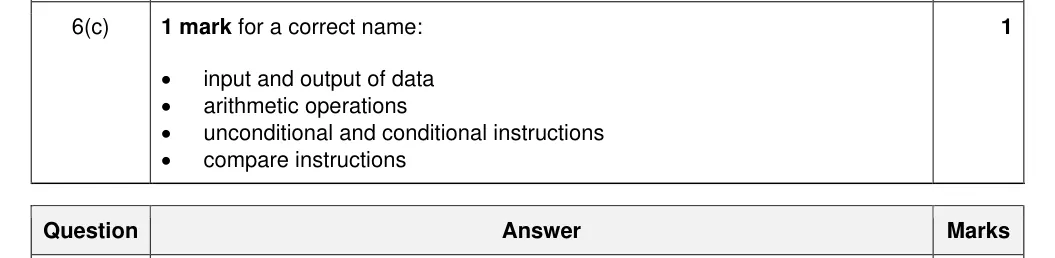 6(c) 1 mark for a correct name: 1
• input and output of data
• arithmetic operations
• unconditional and conditional instructions
• compare instructions
Question Answer Marks